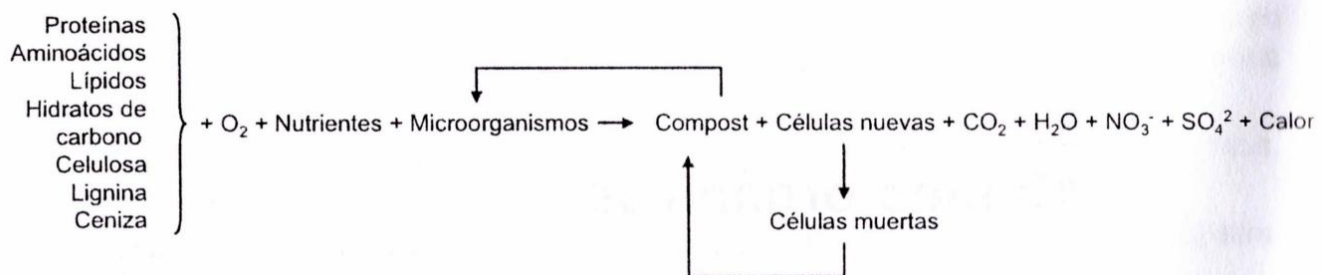 Proteínas
Aminoácidos
Lípidos
Hidratos de
carbono
Celulosa
Lignina
Ceniza
+ O₂ + Nutrientes + Microorganismos → Compost + Células nuevas + CO₂ + H₂O + NO₃⁻ + SO₄² + Calor
Células muertas